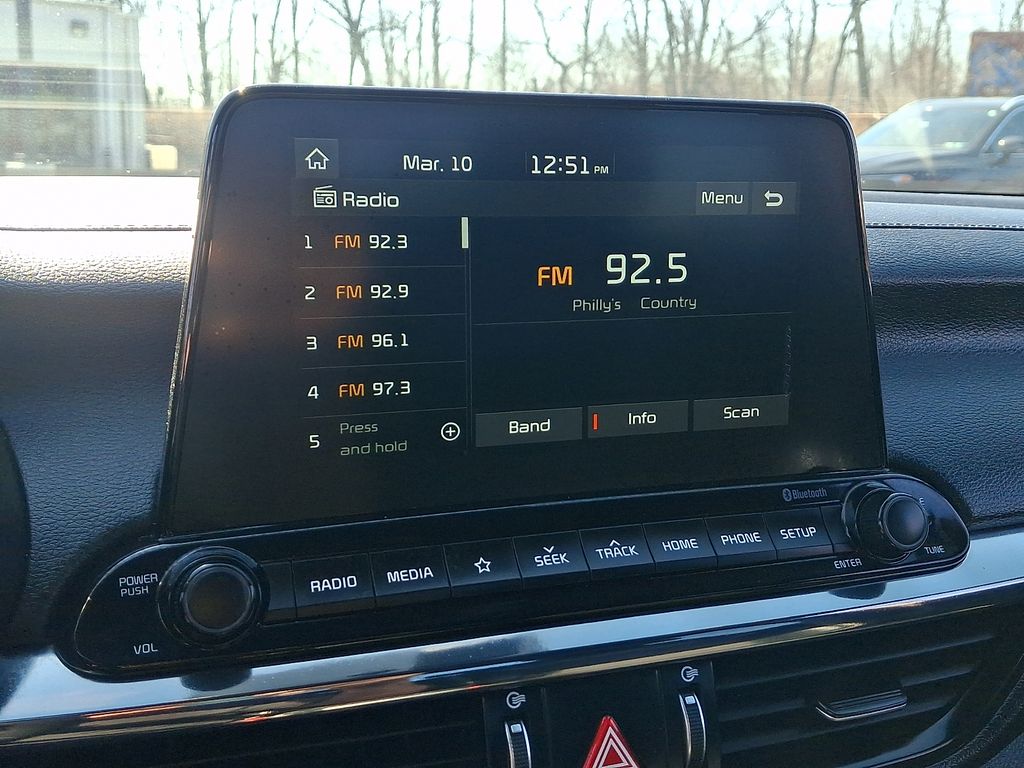 Mar. 10 12:51 PM
Radio Menu
1 FM 92.3
2 FM 92.9
3 FM 96.1
4 FM 97.3
5 Press and hold
FM 92.5
Philly's Country
Band Info Scan
Bluetooth
POWER PUSH
VOL
RADIO MEDIA SEEK TRACK HOME PHONE SETUP
ENTER
TUNE